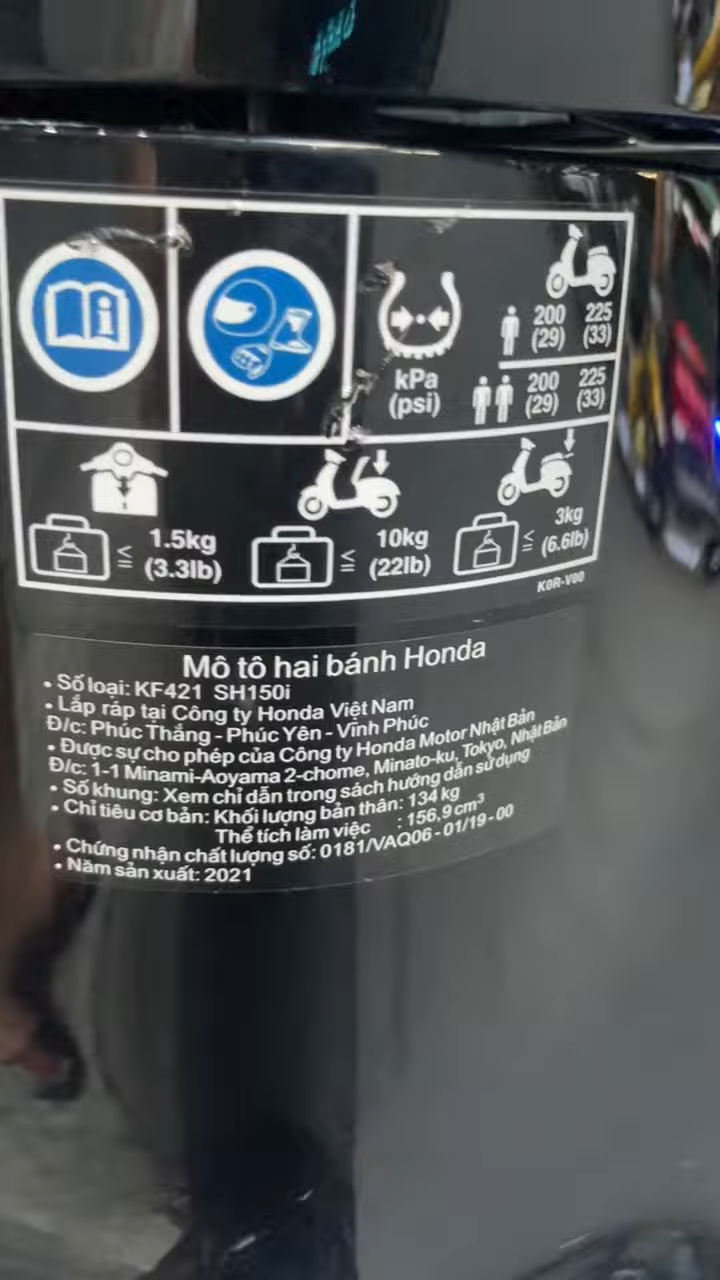 200 225
(29) (33)
kPa
(psi)
200 225
(29) (33)
≤ 1.5kg
(3.3lb)
≤ 10kg
(22lb)
≤ 3kg
(6.6lb)
K0R-V00
Mô tô hai bánh Honda
• Số loại: KF421 SH150i
• Lắp ráp tại Công ty Honda Việt Nam
Đ/c: Phúc Thắng - Phúc Yên - Vĩnh Phúc
• Được sự cho phép của Công ty Honda Motor Nhật Bản
Đ/c: 1-1 Minami-Aoyama 2-chome, Minato-ku, Tokyo, Nhật Bản
• Số khung: Xem chỉ dẫn trong sách hướng dẫn sử dụng
• Chỉ tiêu cơ bản: Khối lượng bản thân: 134 kg
Thể tích làm việc : 156,9 cm³
• Chứng nhận chất lượng số: 0181/VAQ06 - 01/19 - 00
• Năm sản xuất: 2021